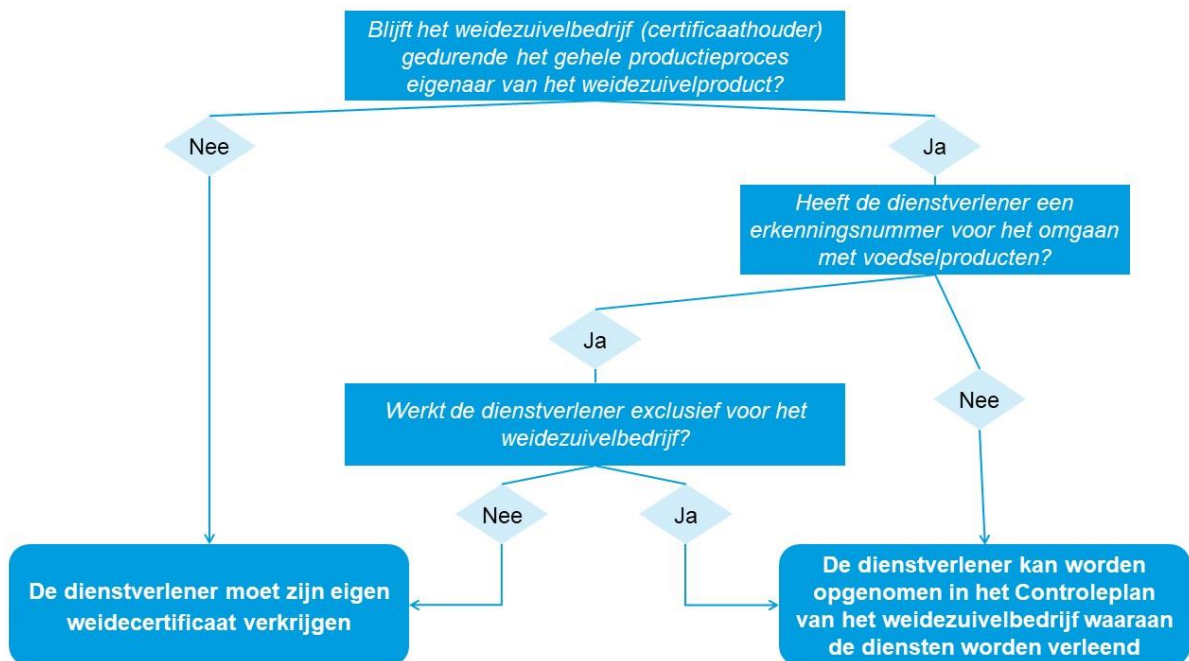 Blijft het weidezuivelbedrijf (certificaathouder)
gedurende het gehele productieproces
eigenaar van het weidezuivelproduct?
Nee
Ja
Heeft de dienstverlener een
erkenningsnummer voor het omgaan
met voedselproducten?
Ja
Nee
Werkt de dienstverlener exclusief voor het
weidezuivelbedrijf?
Nee
Ja
De dienstverlener moet zijn eigen
weidecertificaat verkrijgen
De dienstverlener kan worden
opgenomen in het Controleplan
van het weidezuivelbedrijf waaraan
de diensten worden verleend